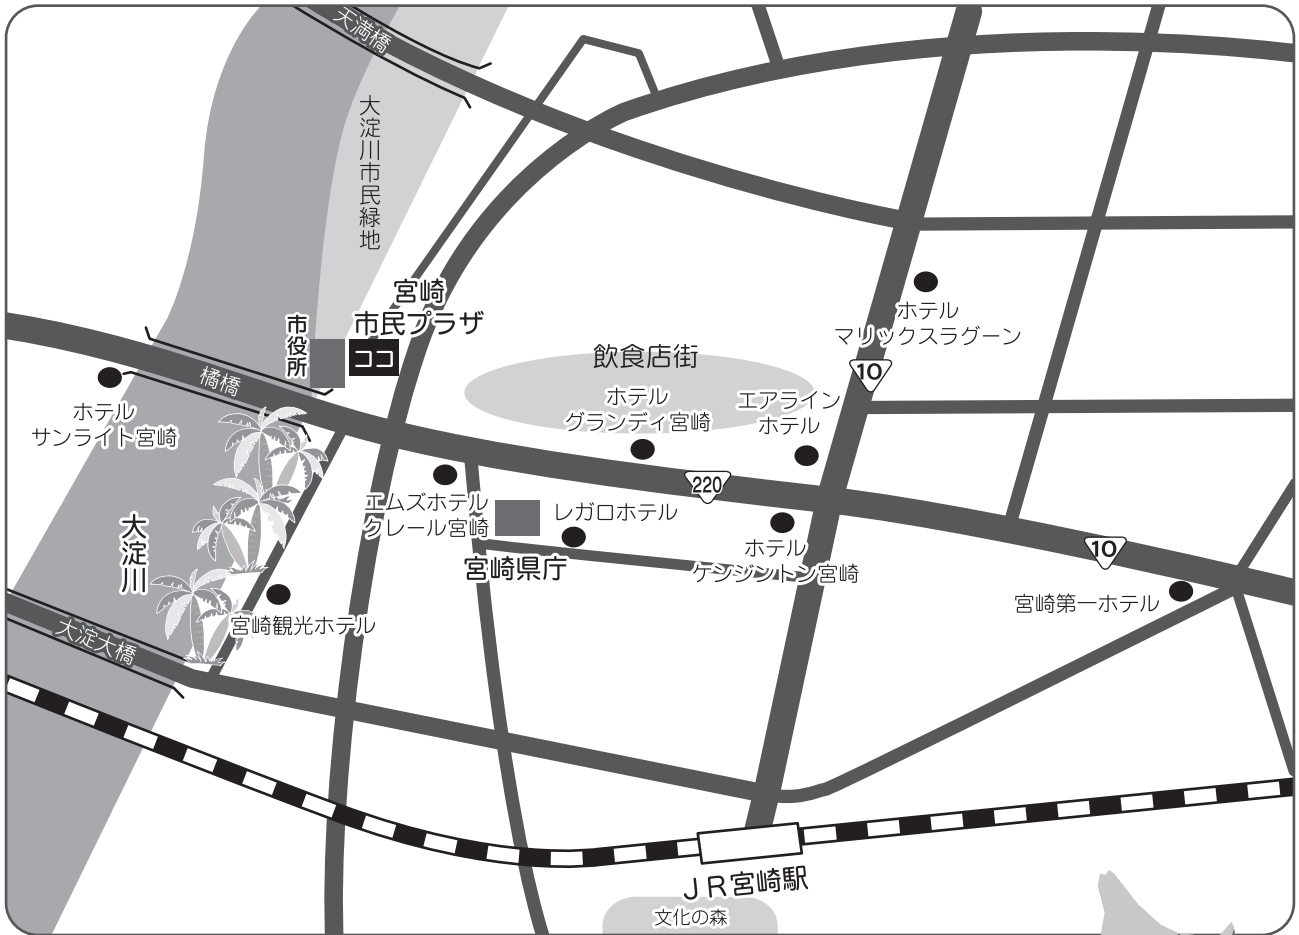 天満橋
大淀川市民緑地
宮崎
市民プラザ
市役所
ココ
橘橋
ホテル
サンライト宮崎
飲食店街
ホテル
グランディ宮崎
エアライン
ホテル
ホテル
マリックスラグーン
10
220
エムズホテル
クレール宮崎
レガロホテル
宮崎県庁
ホテル
ケンジントン宮崎
10
宮崎第一ホテル
大淀川
宮崎観光ホテル
大淀大橋
JR宮崎駅
文化の森